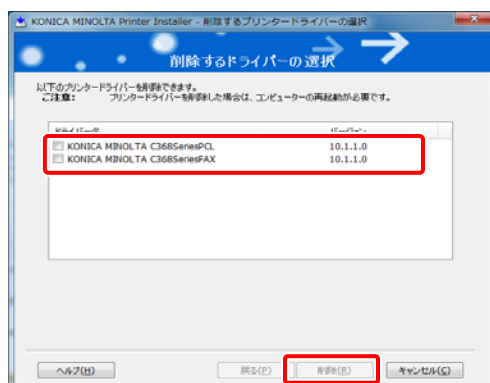 KONICA MINOLTA Printer Installer - 削除するプリンタードライバーの選択
削除するドライバーの選択
以下のプリンタードライバーを削除できます。
ご注意: プリンタードライバーを削除した場合は、コンピューターの再起動が必要です。
ドライバー名 バージョン
KONICA MINOLTA C368SeriesPCL 10.1.1.0
KONICA MINOLTA C368SeriesFAX 10.1.1.0
ヘルプ(H) 戻る(P) 削除(R) キャンセル(C)